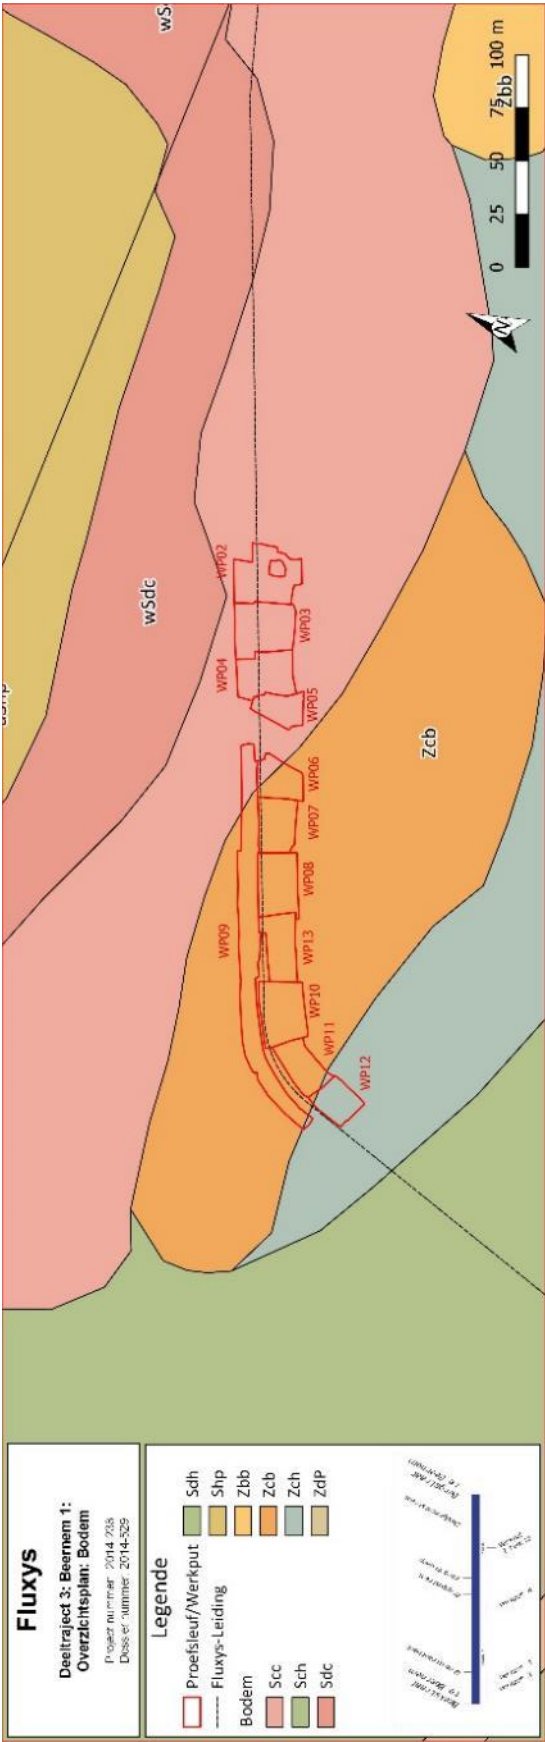 Fluxys
Deeltraject 3: Beernem 1:
Overzichtsplan: Bodem
Project nummer: 2014-233
Dossier nummer: 2014-529
Legende
Proefsleuf/Werkput
Fluxys-Leiding
Bodem
Scc
Sch
Sdc
Sdh
Shp
Zbb
Zcb
Zch
ZdP
WP09
WP12
WP11
WP10
WP13
WP08
WP07
WP06
WP05
WP04
WP03
WP02
wSdc
Zcb
Zbb
N
0 25 50 75 100 m